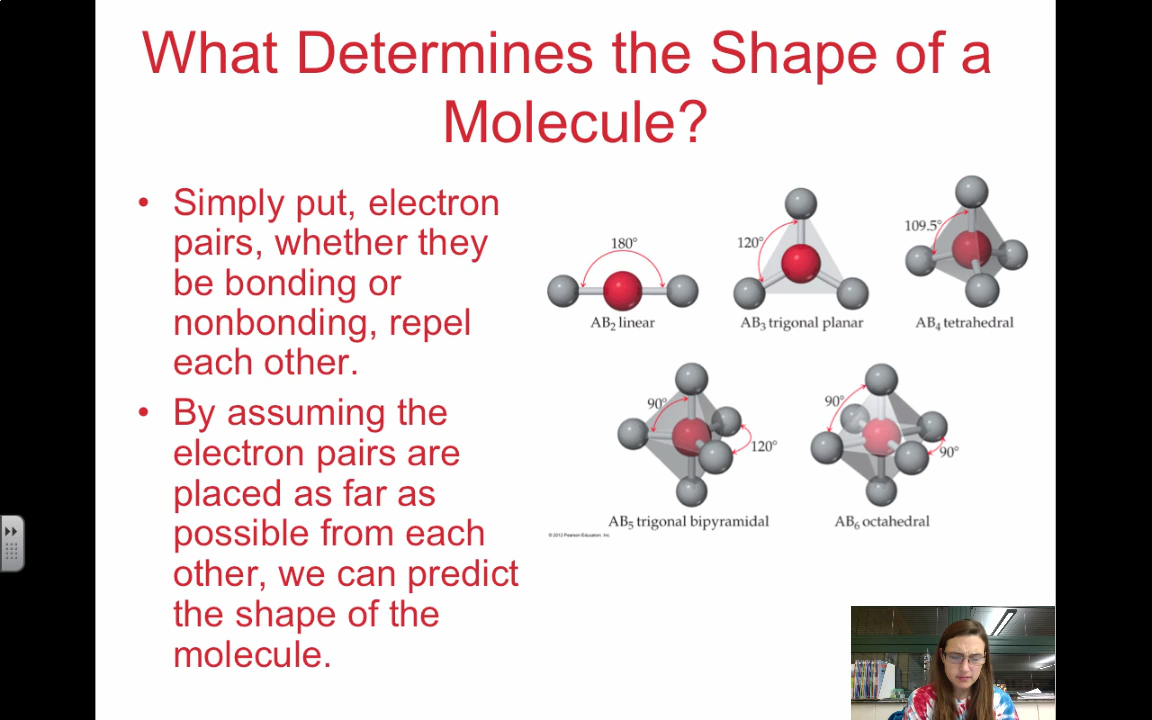 What Determines the Shape of a
Molecule?
• Simply put, electron
pairs, whether they
be bonding or
nonbonding, repel
each other.
• By assuming the
electron pairs are
placed as far as
possible from each
other, we can predict
the shape of the
molecule.
180°
AB₂ linear
120°
AB₃ trigonal planar
109.5°
AB₄ tetrahedral
90°
120°
AB₅ trigonal bipyramidal
90°
90°
AB₆ octahedral
© 2012 Pearson Education, Inc.